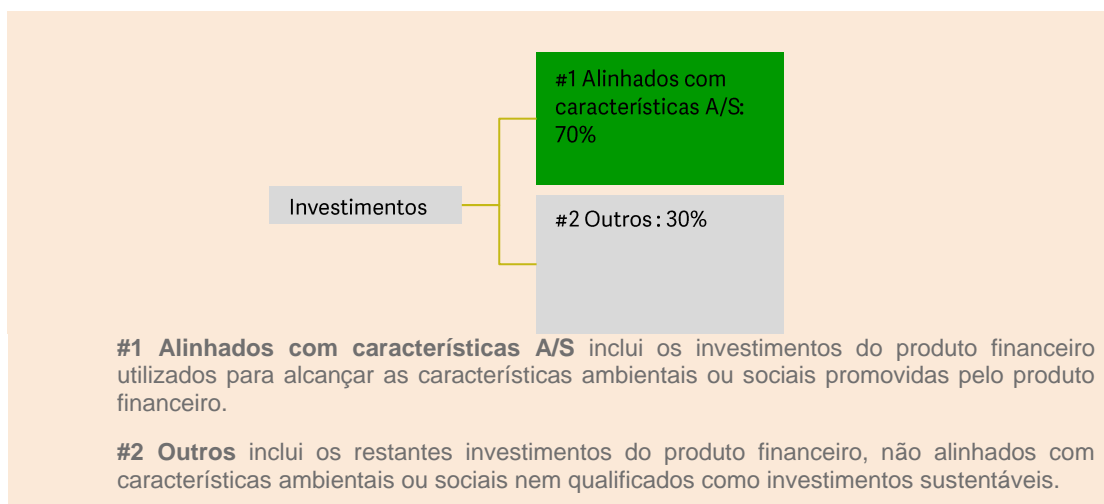 #1 Alinhados com
características A/S:
70%
Investimentos
#2 Outros : 30%
#1 Alinhados com características A/S inclui os investimentos do produto financeiro
utilizados para alcançar as características ambientais ou sociais promovidas pelo produto
financeiro.
#2 Outros inclui os restantes investimentos do produto financeiro, não alinhados com
características ambientais ou sociais nem qualificados como investimentos sustentáveis.